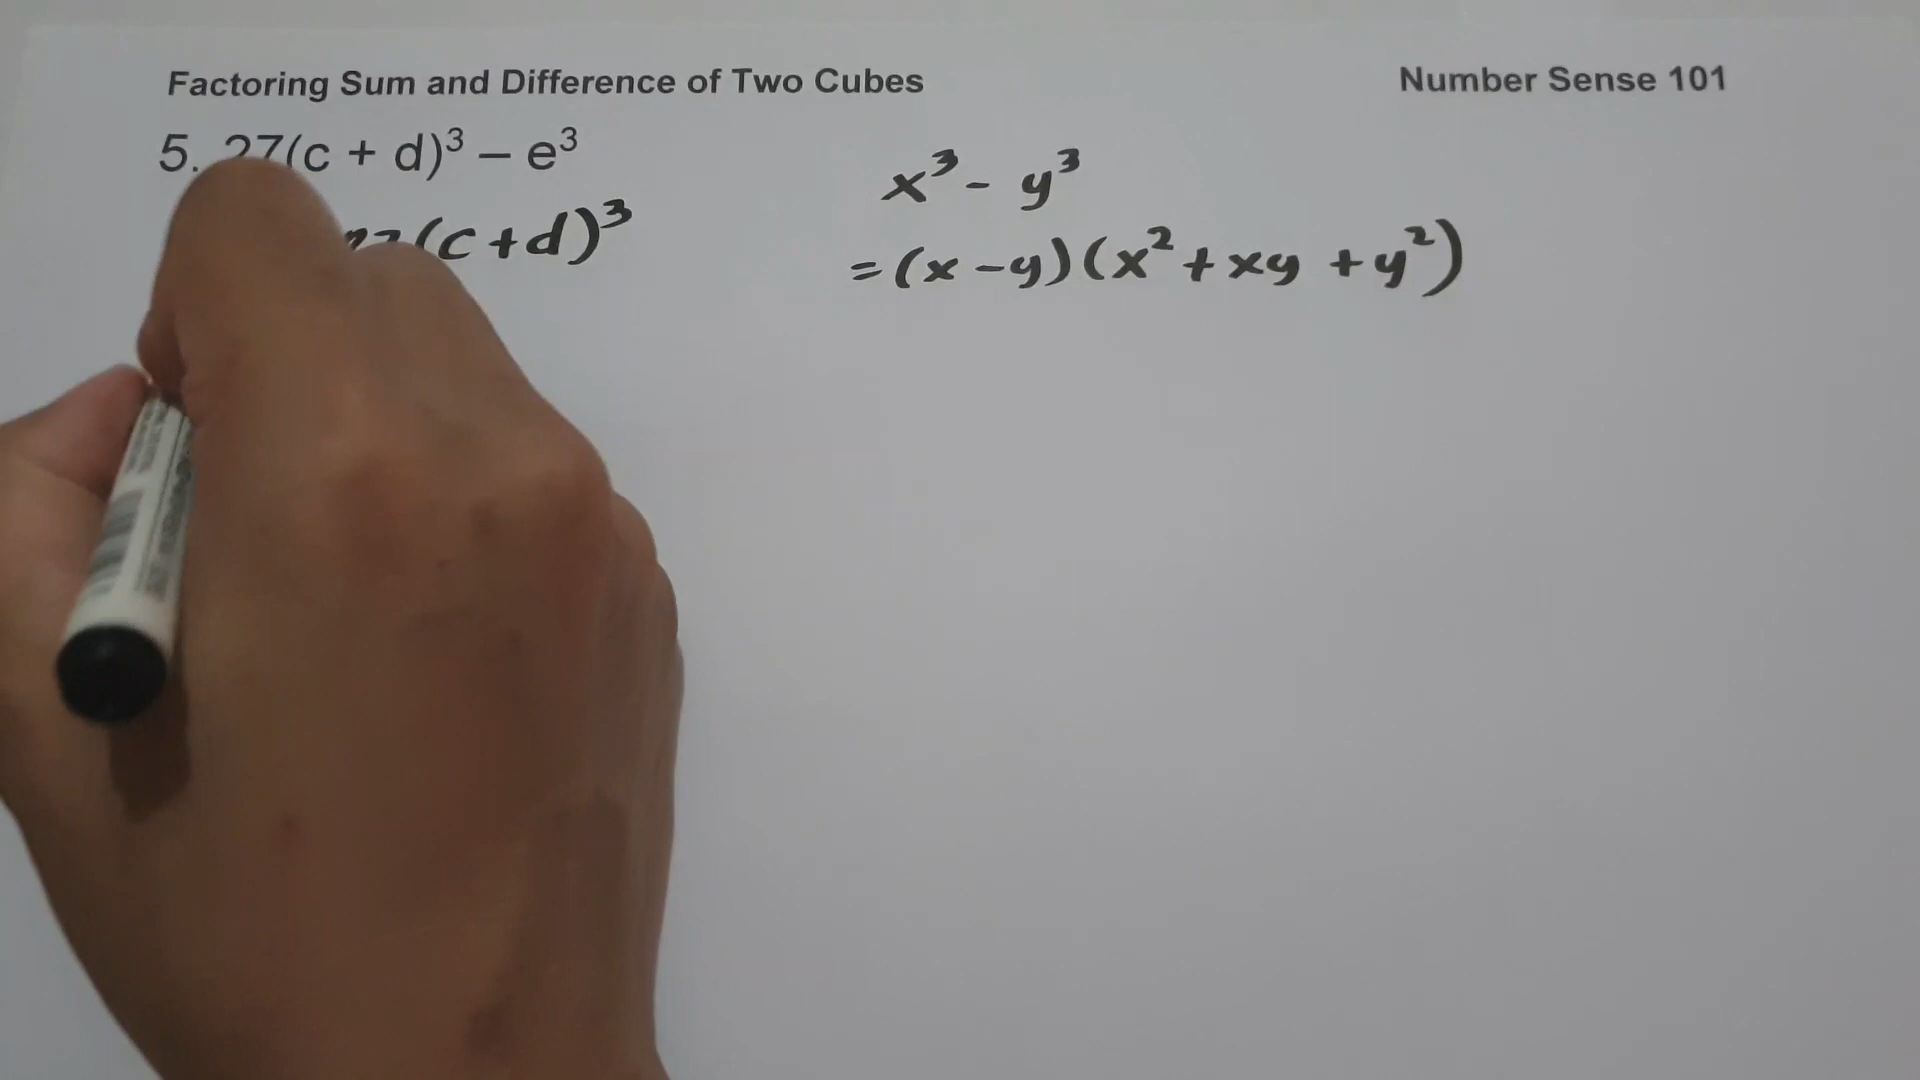 Factoring Sum and Difference of Two Cubes
Number Sense 101
5. 27(c + d)³ – e³
27(c+d)³
x³ - y³
= (x - y)(x² + xy + y²)